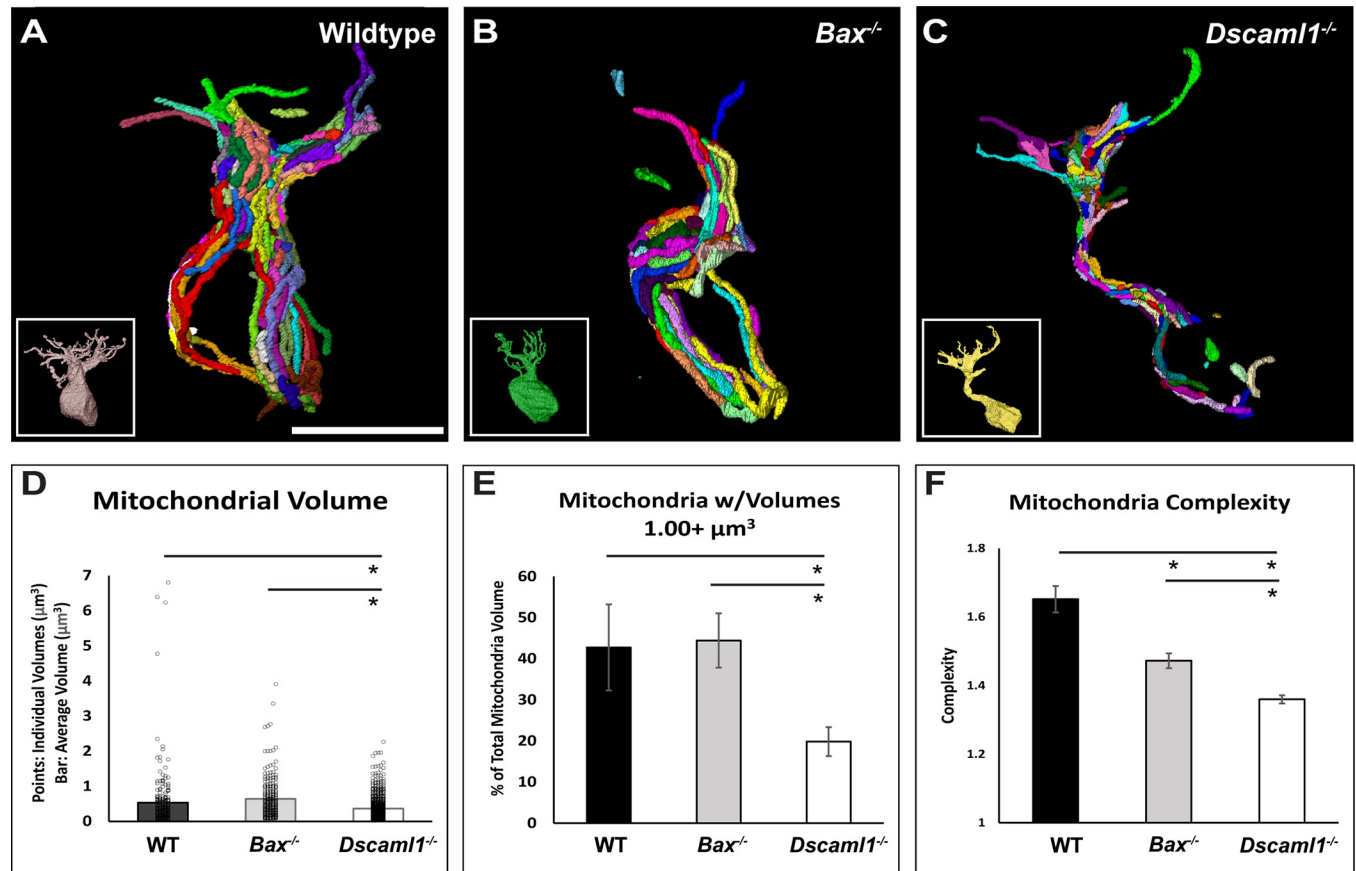 A
Wildtype
B
Bax-/-
C
Dscaml1-/-
D
Mitochondrial Volume
Points: Individual Volumes (µm³)
Bar: Average Volume (µm³)
7
6
5
4
3
2
1
0
*
*
WT
Bax-/-
Dscaml1-/-
E
Mitochondria w/Volumes
1.00+ µm³
% of Total Mitochondria Volume
60
50
40
30
20
10
0
*
*
WT
Bax-/-
Dscaml1-/-
F
Mitochondria Complexity
Complexity
1.8
1.6
1.4
1.2
1
* *
*
WT
Bax-/-
Dscaml1-/-